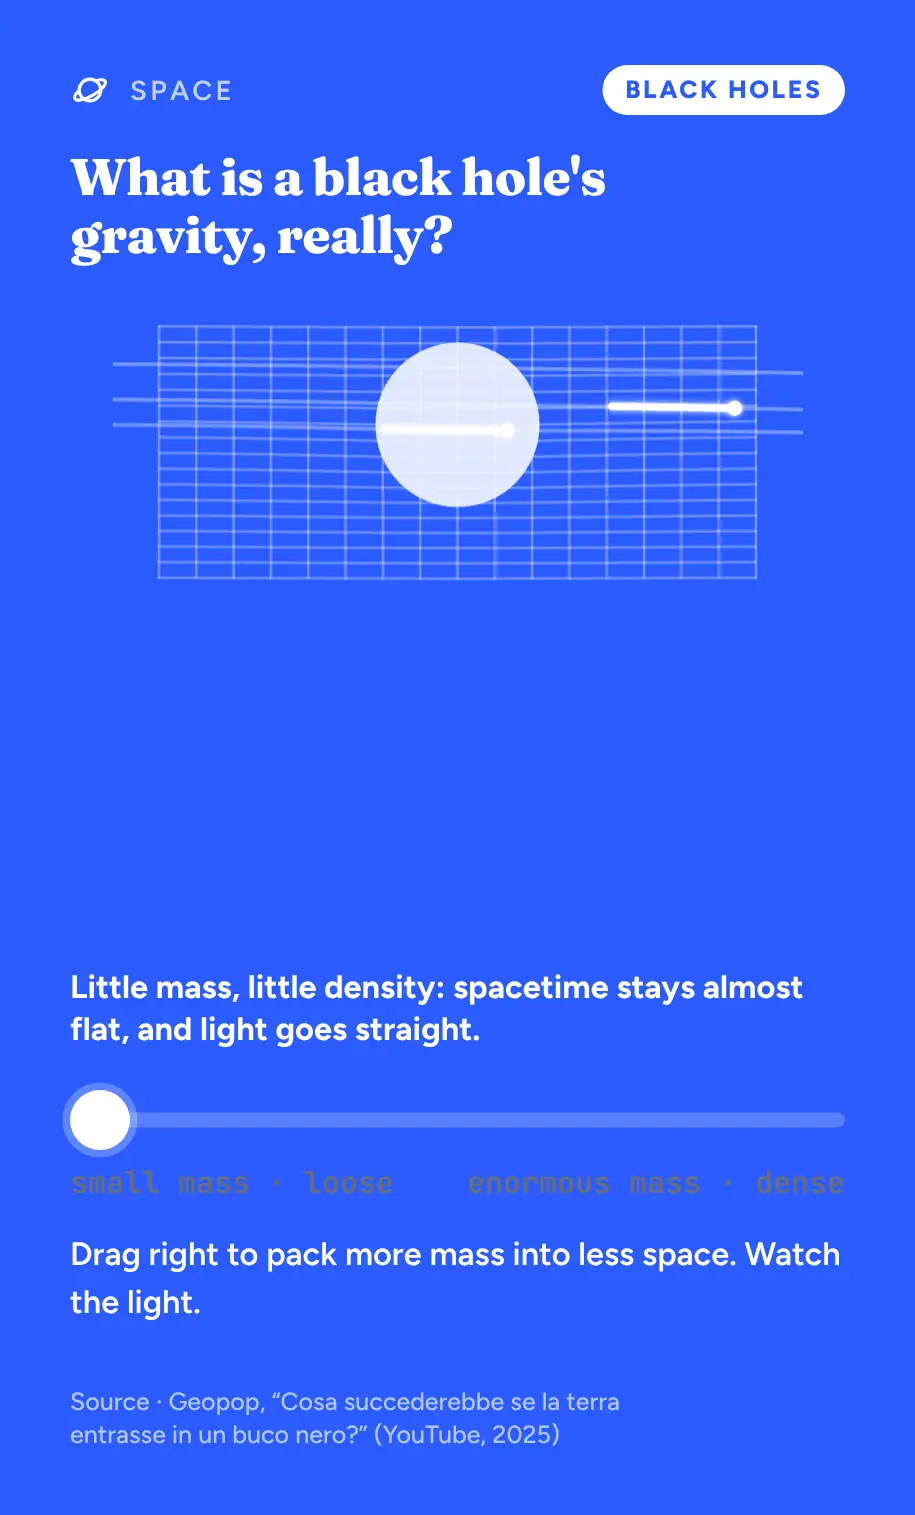 SPACE
BLACK HOLES
What is a black hole's
gravity, really?
Little mass, little density: spacetime stays almost
flat, and light goes straight.
small mass · loose
enormous mass · dense
Drag right to pack more mass into less space. Watch
the light.
Source · Geopop, “Cosa succederebbe se la terra
entrasse in un buco nero?” (YouTube, 2025)